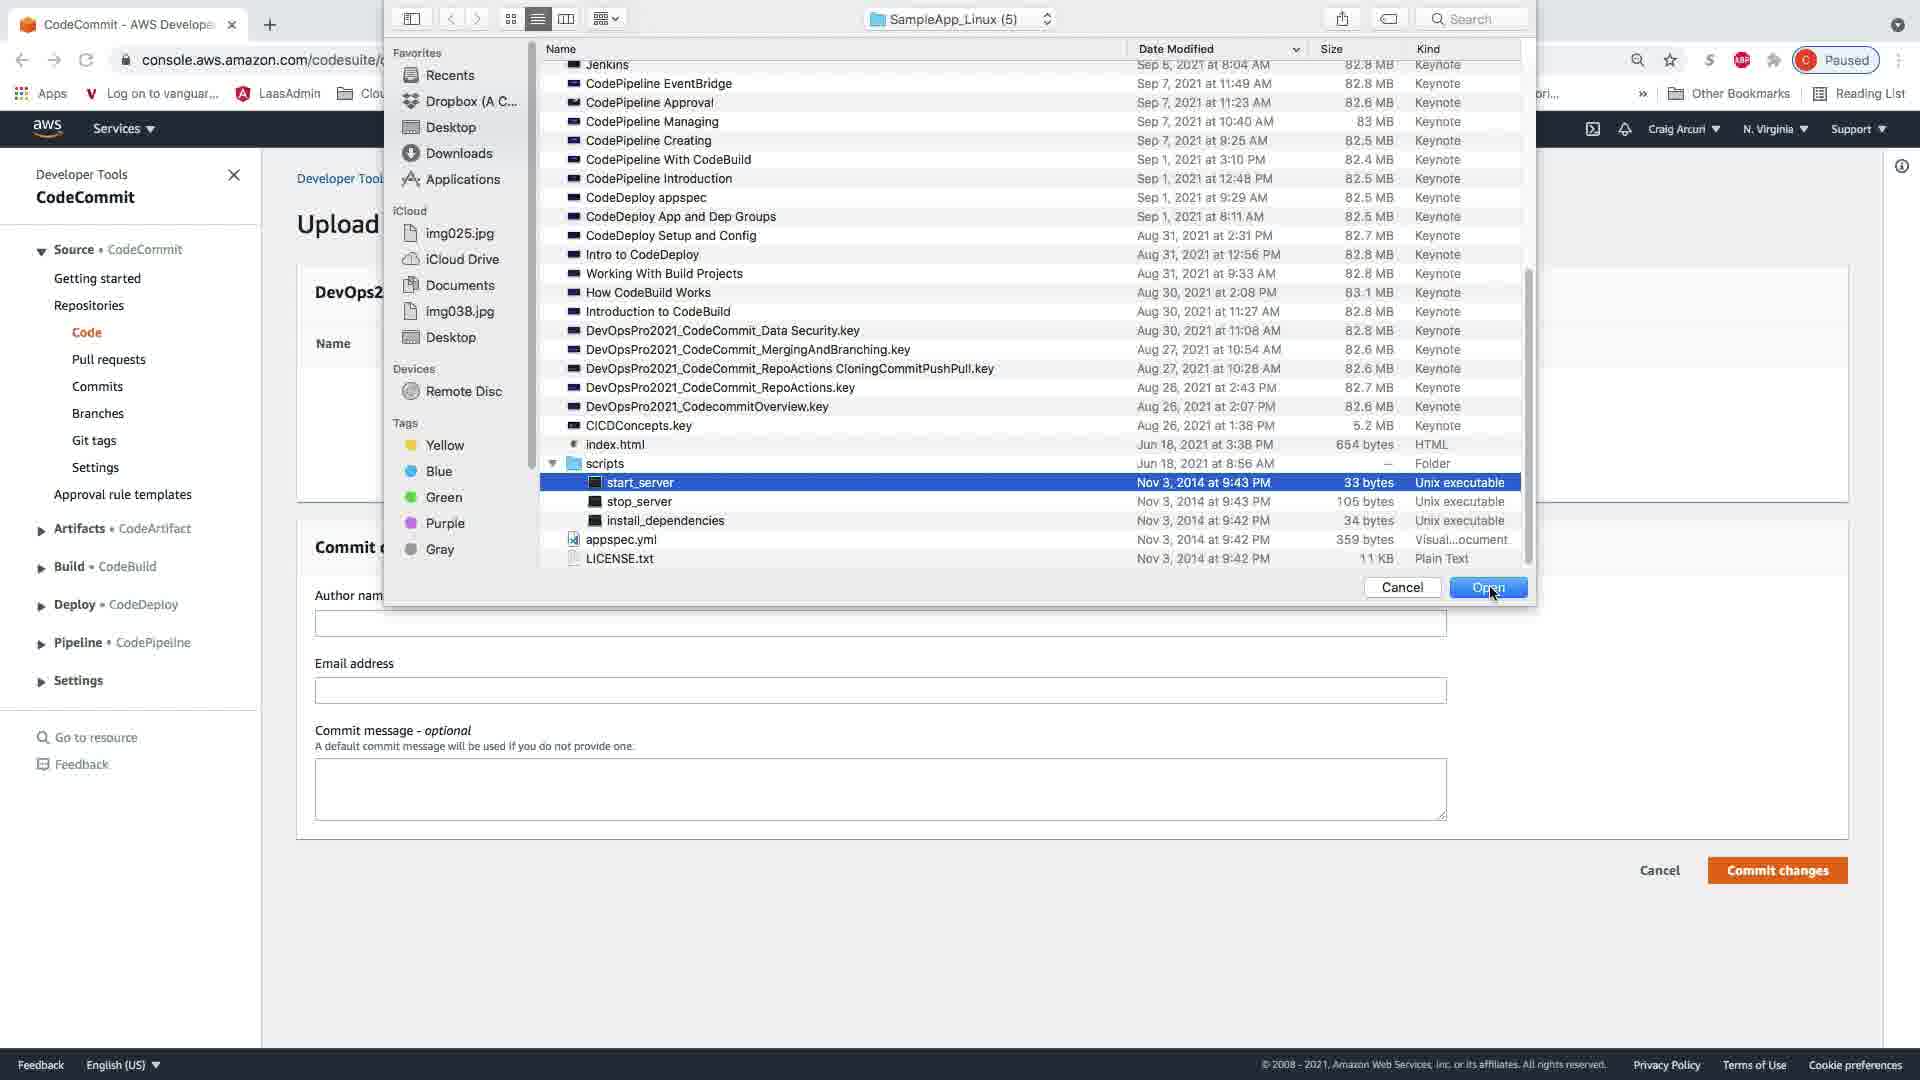 CodeCommit - AWS Develope
console.aws.amazon.com/codesuite/
Paused
Apps
Log on to vanguar...
LaasAdmin
Other Bookmarks
Reading List
aws
Services
Craig Arcuri
N. Virginia
Support
Developer Tools
CodeCommit
Source • CodeCommit
Getting started
Repositories
Code
Pull requests
Commits
Branches
Git tags
Settings
Approval rule templates
Artifacts • CodeArtifact
Build • CodeBuild
Deploy • CodeDeploy
Pipeline • CodePipeline
Settings
Go to resource
Feedback
SampleApp_Linux (5)
Search
Favorites
Recents
Dropbox (A C...
Desktop
Downloads
Applications
iCloud
img025.jpg
iCloud Drive
Documents
img038.jpg
Desktop
Devices
Remote Disc
Tags
Yellow
Blue
Green
Purple
Gray
Name Date Modified Size Kind
Jenkins Sep 8, 2021 at 8:04 AM 82.8 MB Keynote
CodePipeline EventBridge Sep 7, 2021 at 11:49 AM 82.8 MB Keynote
CodePipeline Approval Sep 7, 2021 at 11:23 AM 82.6 MB Keynote
CodePipeline Managing Sep 7, 2021 at 10:40 AM 83 MB Keynote
CodePipeline Creating Sep 7, 2021 at 9:25 AM 82.5 MB Keynote
CodePipeline With CodeBuild Sep 1, 2021 at 3:10 PM 82.4 MB Keynote
CodePipeline Introduction Sep 1, 2021 at 12:48 PM 82.5 MB Keynote
CodeDeploy appspec Sep 1, 2021 at 9:29 AM 82.5 MB Keynote
CodeDeploy App and Dep Groups Sep 1, 2021 at 8:11 AM 82.5 MB Keynote
CodeDeploy Setup and Config Aug 31, 2021 at 2:31 PM 82.7 MB Keynote
Intro to CodeDeploy Aug 31, 2021 at 12:56 PM 82.8 MB Keynote
Working With Build Projects Aug 31, 2021 at 9:33 AM 82.8 MB Keynote
How CodeBuild Works Aug 30, 2021 at 2:08 PM 83.1 MB Keynote
Introduction to CodeBuild Aug 30, 2021 at 11:27 AM 82.8 MB Keynote
DevOpsPro2021_CodeCommit_Data Security.key Aug 30, 2021 at 11:08 AM 82.8 MB Keynote
DevOpsPro2021_CodeCommit_MergingAndBranching.key Aug 27, 2021 at 10:54 AM 82.6 MB Keynote
DevOpsPro2021_CodeCommit_RepoActions CloningCommitPushPull.key Aug 27, 2021 at 10:28 AM 82.6 MB Keynote
DevOpsPro2021_CodeCommit_RepoActions.key Aug 26, 2021 at 2:43 PM 82.7 MB Keynote
DevOpsPro2021_CodecommitOverview.key Aug 26, 2021 at 2:07 PM 82.6 MB Keynote
CICDConcepts.key Aug 26, 2021 at 1:38 PM 5.2 MB Keynote
index.html Jun 18, 2021 at 3:38 PM 654 bytes HTML
scripts Jun 18, 2021 at 8:56 AM -- Folder
start_server Nov 3, 2014 at 9:43 PM 33 bytes Unix executable
stop_server Nov 3, 2014 at 9:43 PM 105 bytes Unix executable
install_dependencies Nov 3, 2014 at 9:42 PM 34 bytes Unix executable
appspec.yml Nov 3, 2014 at 9:42 PM 359 bytes Visual...ocument
LICENSE.txt Nov 3, 2014 at 9:42 PM 11 KB Plain Text
Cancel Open
Developer Tool
Upload
DevOps2
Name
Commit
Author nam
Email address
Commit message - optional
A default commit message will be used if you do not provide one.
Cancel
Commit changes
Feedback English (US)
© 2008 - 2021, Amazon Web Services, Inc. or its affiliates. All rights reserved. Privacy Policy Terms of Use Cookie preferences